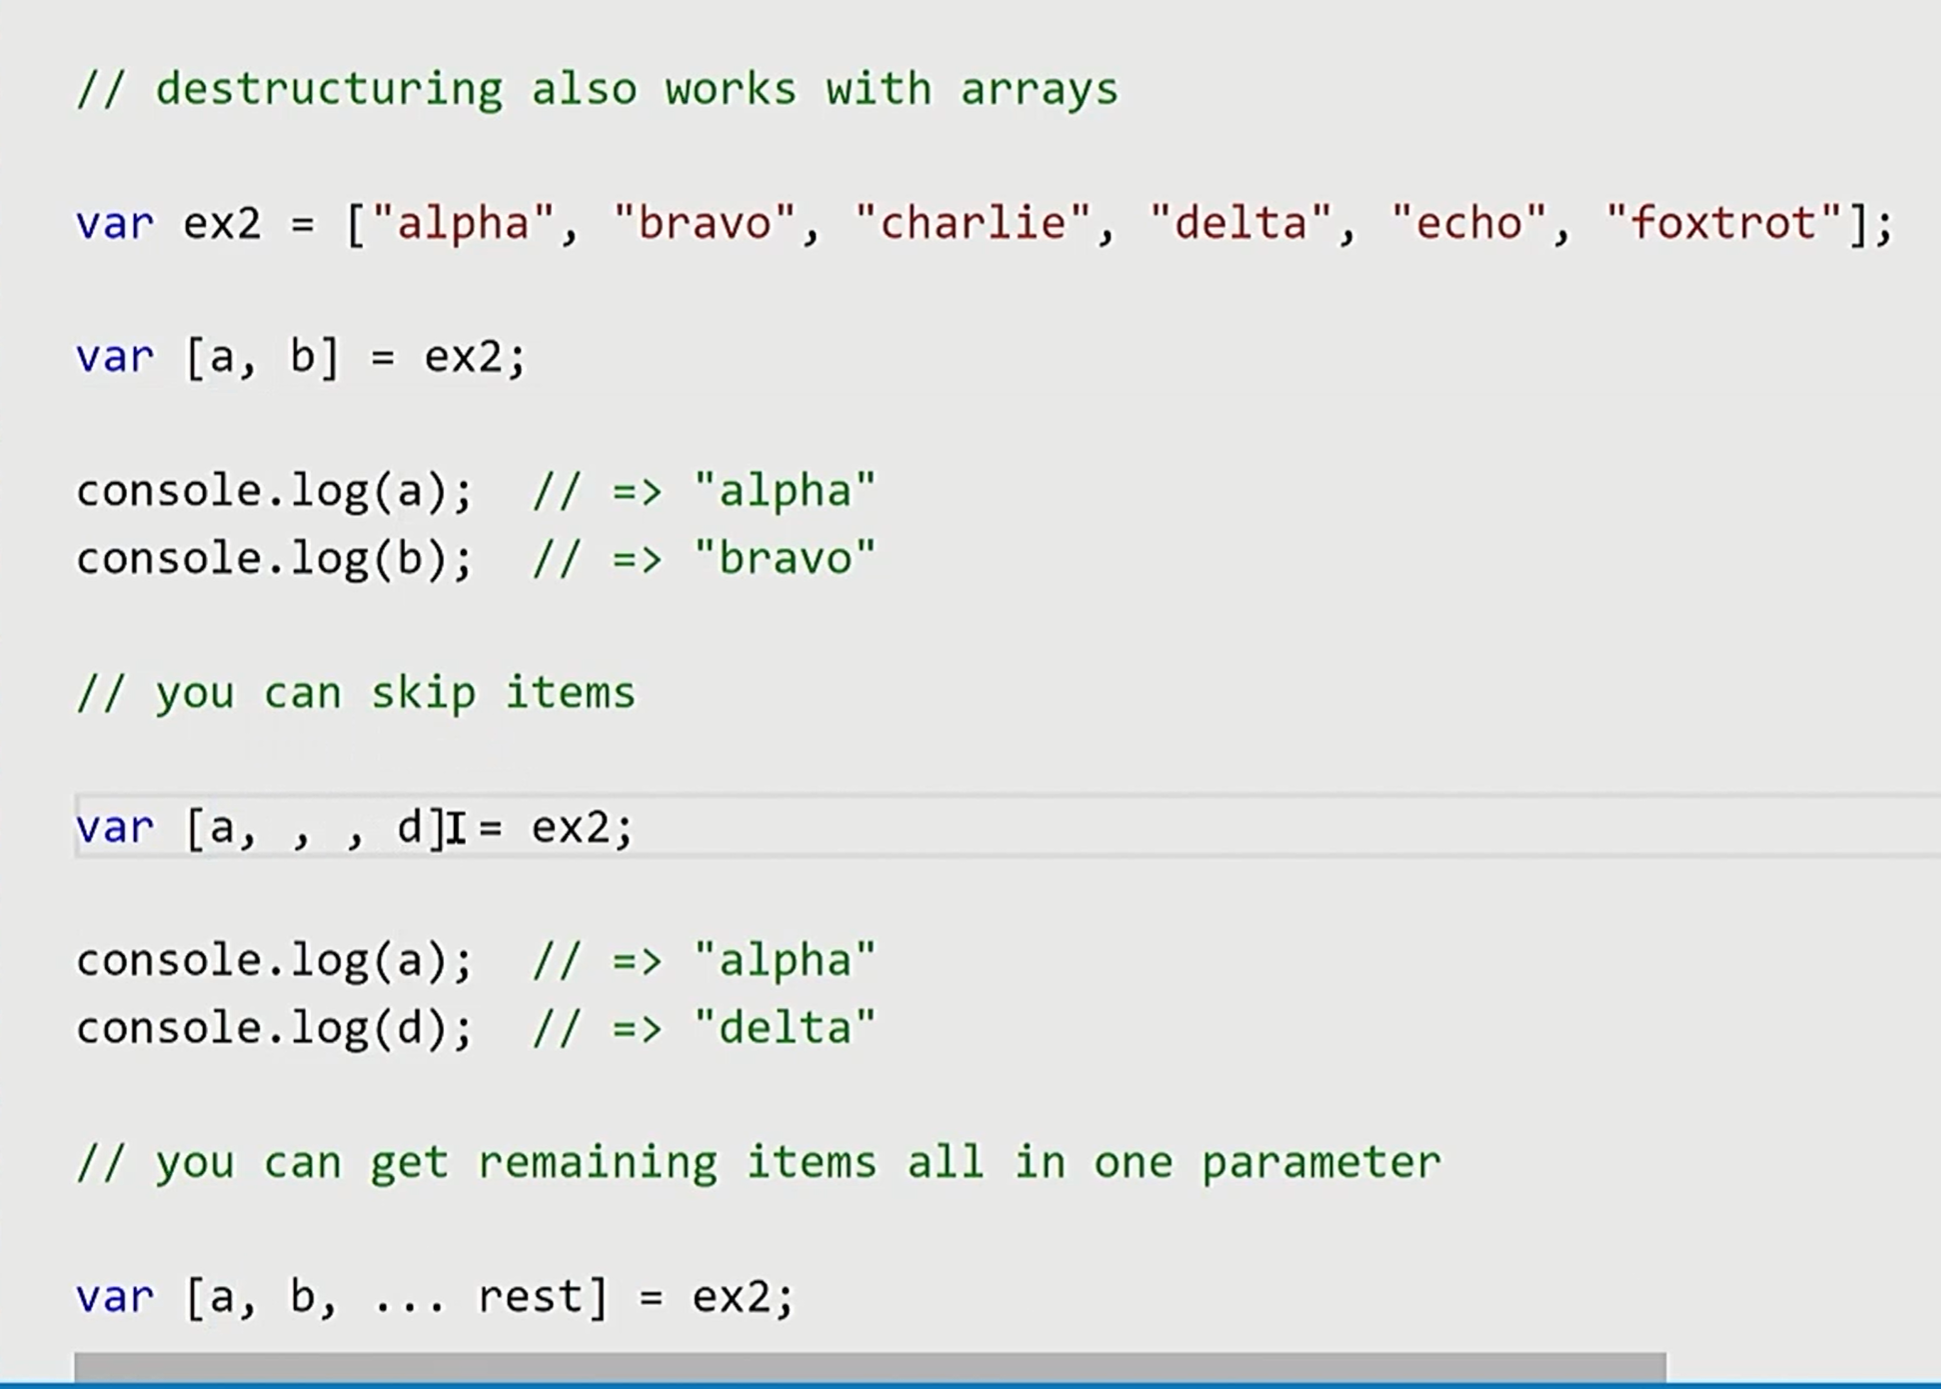 // destructuring also works with arrays
var ex2 = ["alpha", "bravo", "charlie", "delta", "echo", "foxtrot"];
var [a, b] = ex2;
console.log(a);  // => "alpha"
console.log(b);  // => "bravo"
// you can skip items
var [a, , , d] = ex2;
console.log(a);  // => "alpha"
console.log(d);  // => "delta"
// you can get remaining items all in one parameter
var [a, b, ... rest] = ex2;